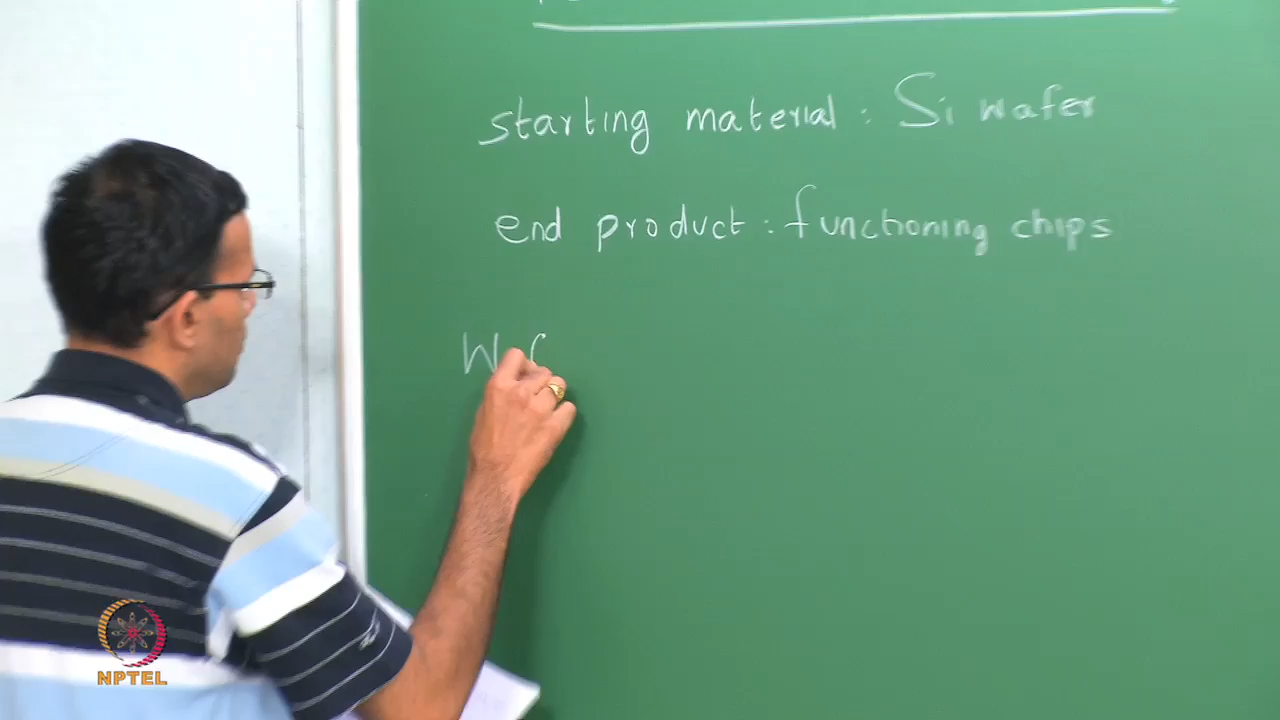 starting material : Si wafer
end product : functioning chips
NPTEL